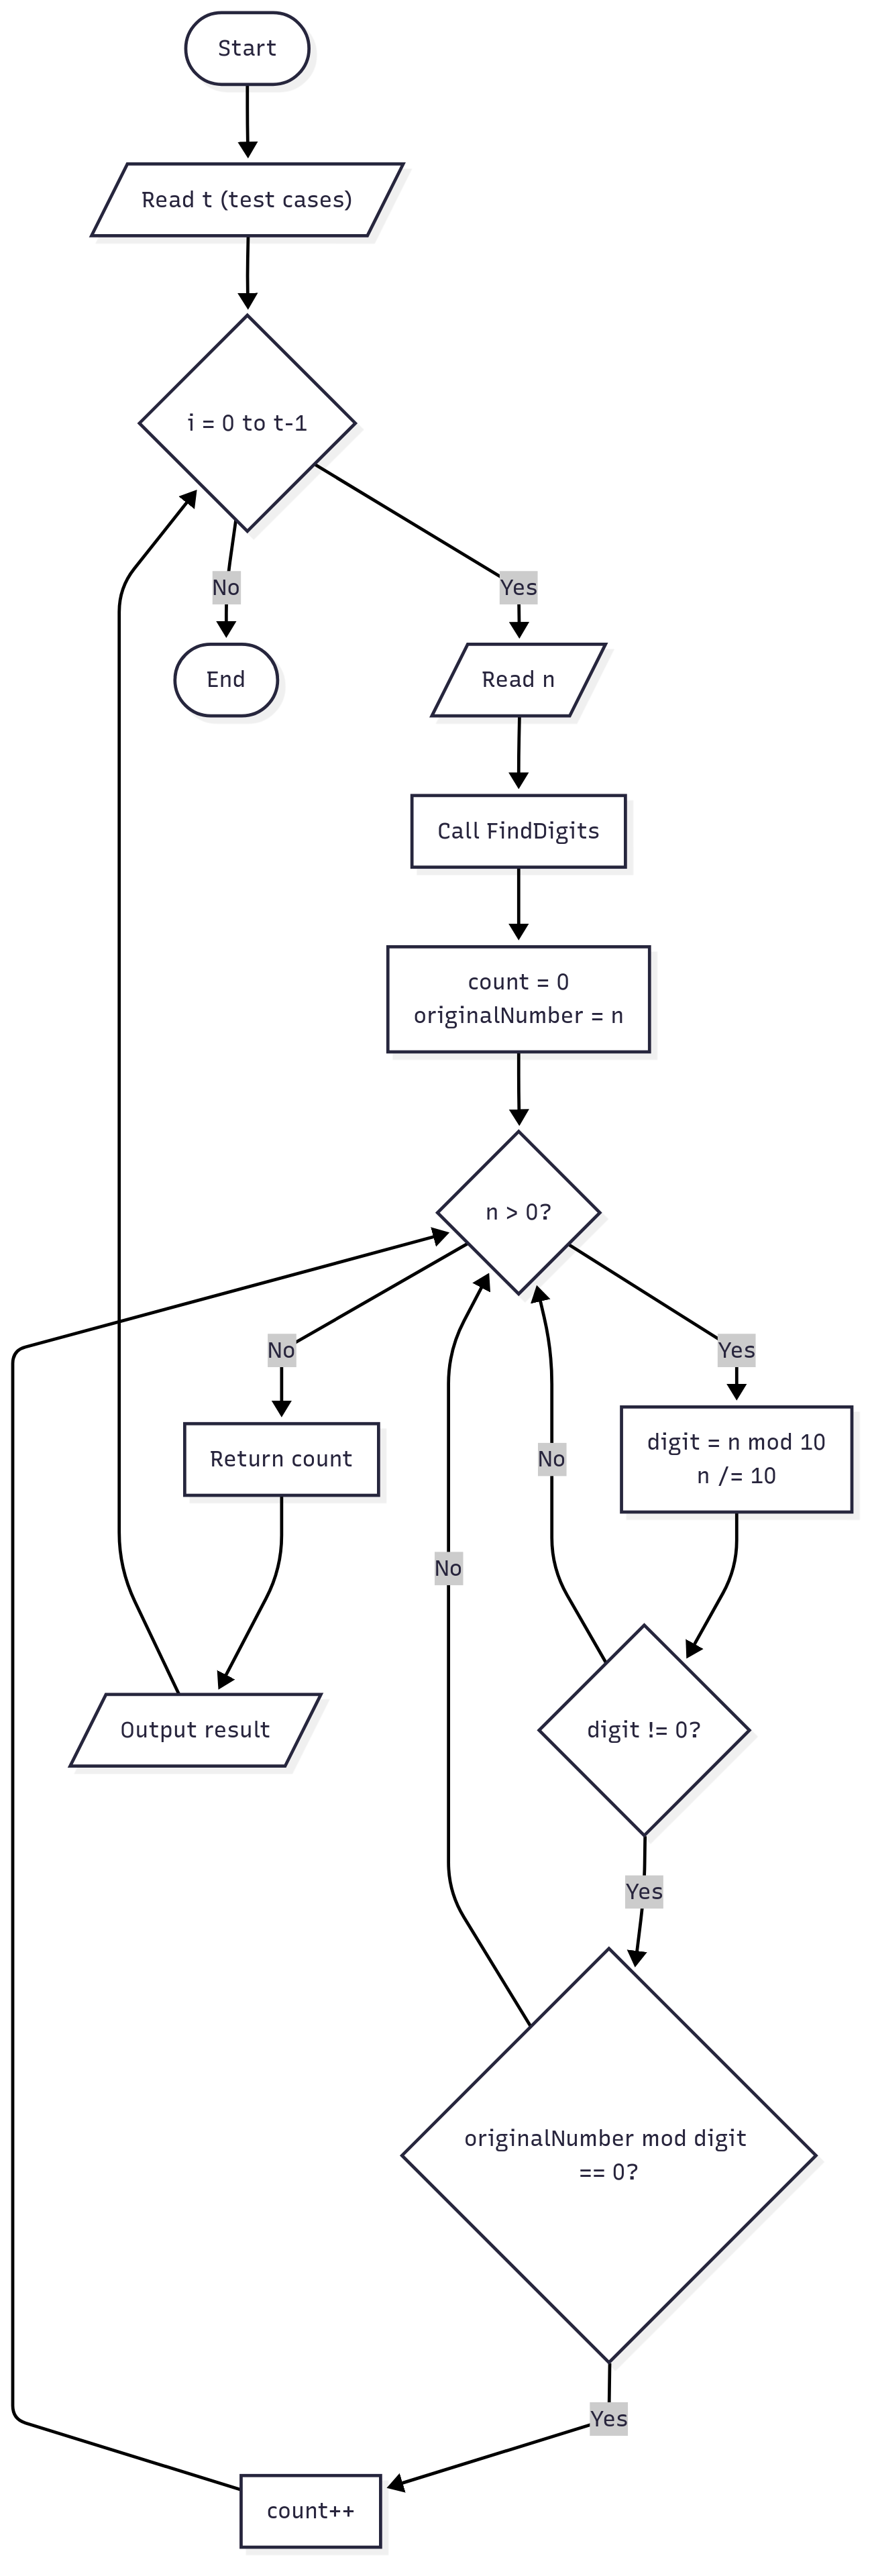 Start
Read t (test cases)
i = 0 to t-1
No
Yes
End
Read n
Call FindDigits
count = 0
originalNumber = n
n > 0?
No
Yes
Return count
No
digit = n mod 10
n /= 10
No
Output result
digit != 0?
Yes
originalNumber mod digit
== 0?
Yes
count++